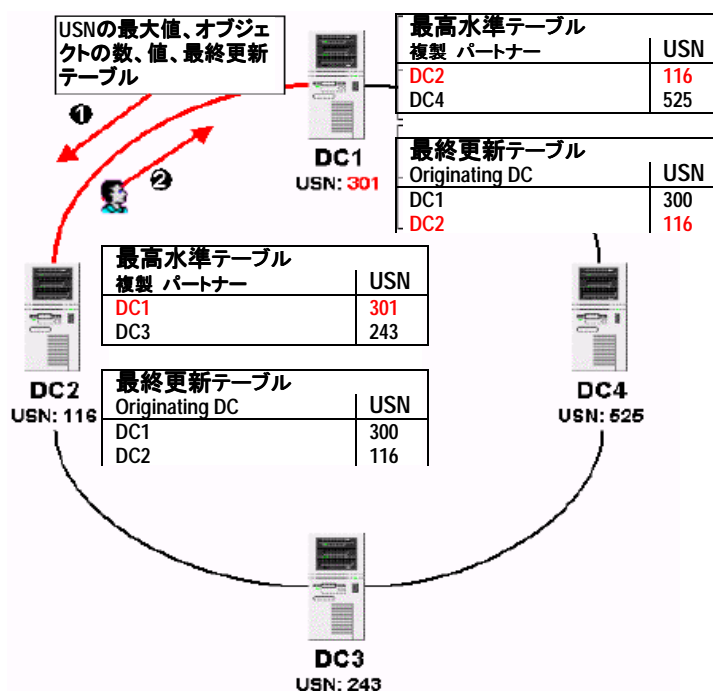 USNの最大値、オブジェ
クトの数、値、最終更新
テーブル
最高水準テーブル
複製 パートナー USN
DC2 116
DC4 525
❶
❷
DC1
USN: 301
最終更新テーブル
Originating DC USN
DC1 300
DC2 116
最高水準テーブル
複製 パートナー USN
DC1 301
DC3 243
DC2
USN: 116
最終更新テーブル
Originating DC USN
DC1 300
DC2 116
DC4
USN: 525
DC3
USN: 243